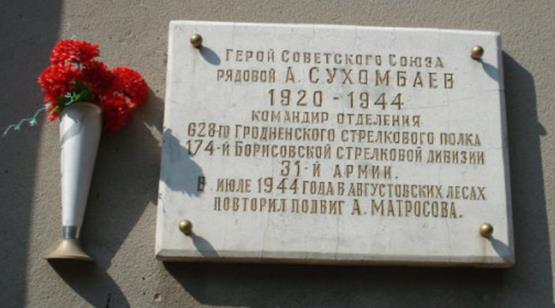 Герой Советского Союза
рядовой А. Сухомбаев
1920 - 1944
командир отделения
628-го Гродненского стрелкового полка
174-й Борисовской стрелковой дивизии
31-й армии.
В июле 1944 года в Августовских лесах
повторил подвиг А. Матросова.